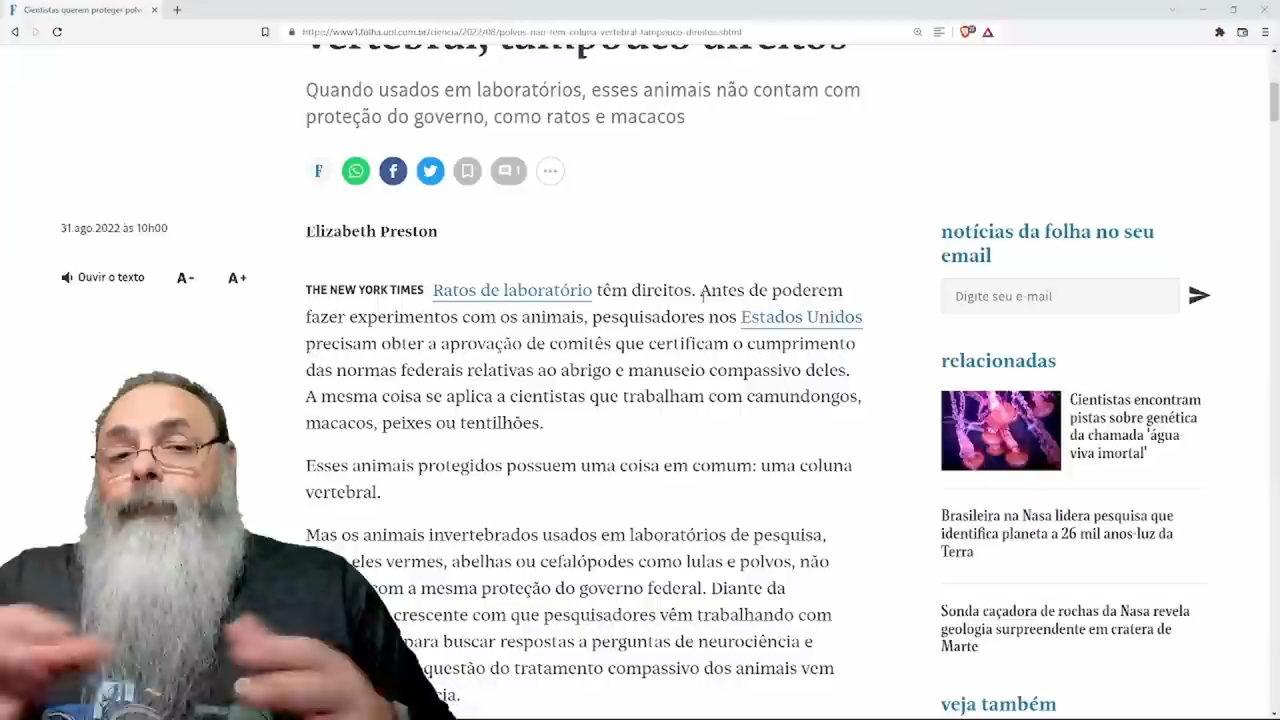 F Cientistas querem proteger polv
https://www1.folha.uol.com.br/ciencia/2022/08/polvos-nao-tem-coluna-vertebral-tampouco-direitos.shtml
vertebral, tampouco direitos
Quando usados em laboratórios, esses animais não contam com
proteção do governo, como ratos e macacos
F
1
31.ago.2022 às 10h00
Ouvir o texto A- A+
Elizabeth Preston
THE NEW YORK TIMES Ratos de laboratório têm direitos. Antes de poderem
fazer experimentos com os animais, pesquisadores nos Estados Unidos
precisam obter a aprovação de comitês que certificam o cumprimento
das normas federais relativas ao abrigo e manuseio compassivo deles.
A mesma coisa se aplica a cientistas que trabalham com camundongos,
macacos, peixes ou tentilhões.
Esses animais protegidos possuem uma coisa em comum: uma coluna
vertebral.
Mas os animais invertebrados usados em laboratórios de pesquisa,
eles vermes, abelhas ou cefalópodes como lulas e polvos, não
com a mesma proteção do governo federal. Diante da
crescente com que pesquisadores vêm trabalhando com
para buscar respostas a perguntas de neurociência e
questão do tratamento compassivo dos animais vem
cia.
notícias da folha no seu
email
Digite seu e-mail
relacionadas
Cientistas encontram
pistas sobre genética
da chamada 'água
viva imortal'
Brasileira na Nasa lidera pesquisa que
identifica planeta a 26 mil anos-luz da
Terra
Sonda caçadora de rochas da Nasa revela
geologia surpreendente em cratera de
Marte
veja também